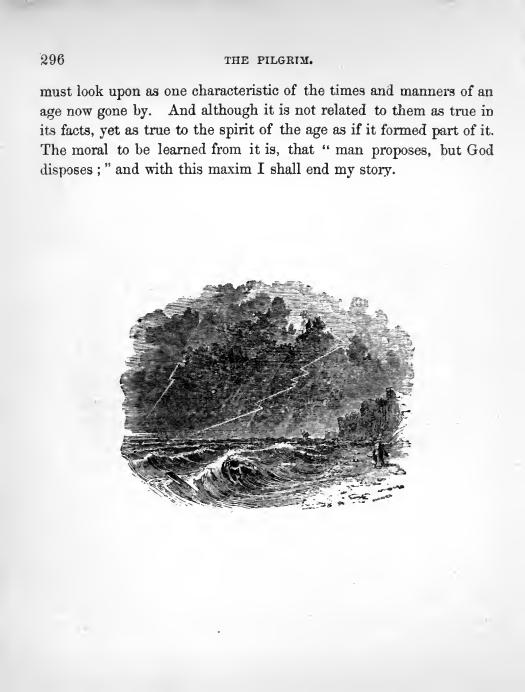 296 THE PILGRIM.
must look upon as one characteristic of the times and manners of an
age now gone by. And although it is not related to them as true in
its facts, yet as true to the spirit of the age as if it formed part of it.
The moral to be learned from it is, that “ man proposes, but God
disposes ; ” and with this maxim I shall end my story.